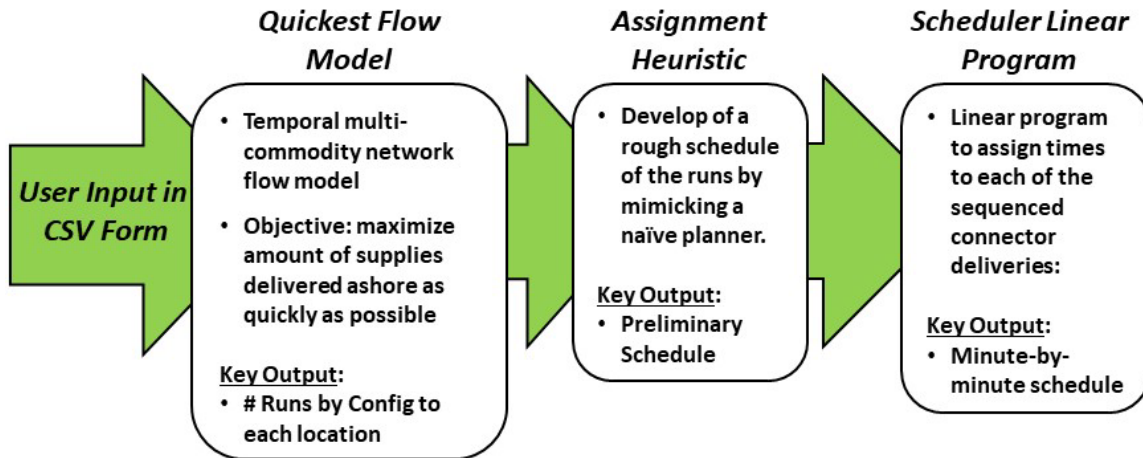 Quickest Flow
Model
Assignment
Heuristic
Scheduler Linear
Program
User Input in
CSV Form
• Temporal multi-
commodity network
flow model
• Objective: maximize
amount of supplies
delivered ashore as
quickly as possible
Key Output:
• # Runs by Config to
each location
• Develop of a
rough schedule
of the runs by
mimicking a
naïve planner.
Key Output:
• Preliminary
Schedule
• Linear program
to assign times
to each of the
sequenced
connector
deliveries:
Key Output:
• Minute-by-
minute schedule